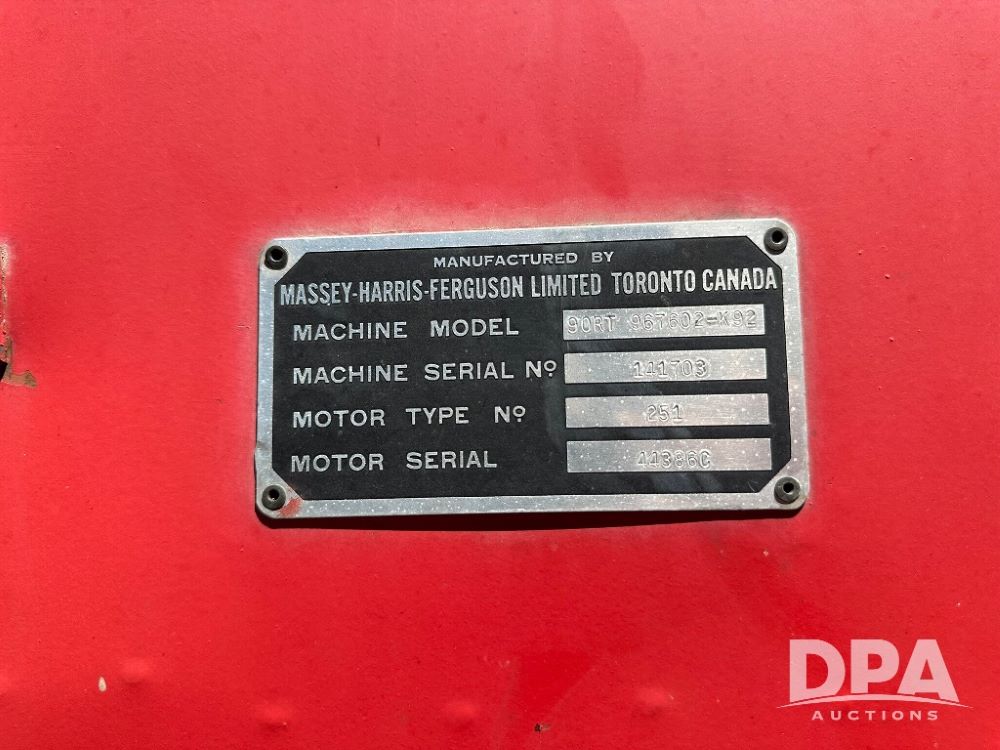 MANUFACTURED BY
MASSEY-HARRIS-FERGUSON LIMITED TORONTO CANADA
MACHINE MODEL 90RT 967602=X92
MACHINE SERIAL Nº 141703
MOTOR TYPE Nº 251
MOTOR SERIAL 44386C
DPA
AUCTIONS